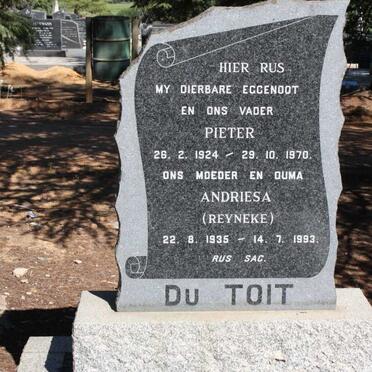 HIER RUS
MY DIERBARE EGGENOOT
EN ONS VADER
PIETER
26. 2. 1924 – 29. 10. 1970.
ONS MOEDER EN OUMA
ANDRIESA
(REYNEKE)
22. 8. 1935 – 14. 7. 1993.
RUS SAG.
DU TOIT